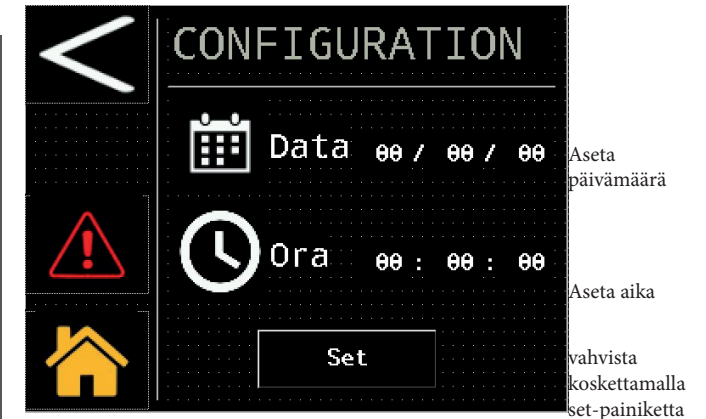 CONFIGURATION
Data 00 / 00 / 00
Aseta
päivämäärä
Ora 00 : 00 : 00
Aseta aika
Set
vahvista
koskettamalla
set-painiketta